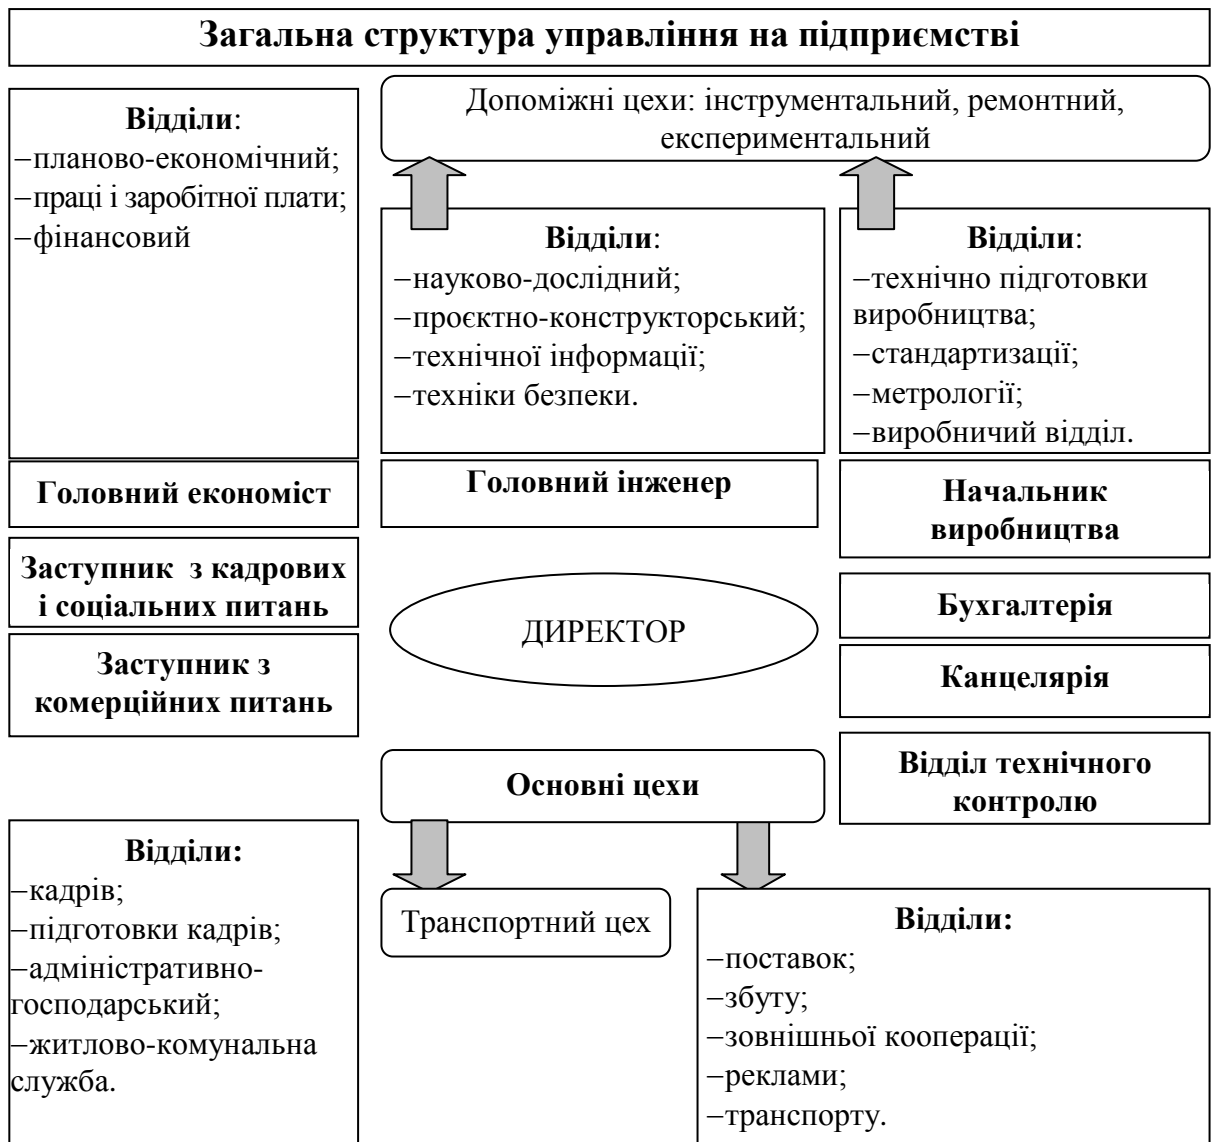 Загальна структура управління на підприємстві
Відділи:
–планово-економічний;
–праці і заробітної плати;
–фінансовий
Допоміжні цехи: інструментальний, ремонтний,
експериментальний
Відділи:
–науково-дослідний;
–проєктно-конструкторський;
–технічної інформації;
–техніки безпеки.
Відділи:
–технічно підготовки
виробництва;
–стандартизації;
–метрології;
–виробничий відділ.
Головний економіст
Головний інженер
Начальник
виробництва
Заступник з кадрових
і соціальних питань
ДИРЕКТОР
Бухгалтерія
Заступник з
комерційних питань
Канцелярія
Основні цехи
Відділ технічного
контролю
Відділи:
–кадрів;
–підготовки кадрів;
–адміністративно-
господарський;
–житлово-комунальна
служба.
Транспортний цех
Відділи:
–поставок;
–збуту;
–зовнішньої кооперації;
–реклами;
–транспорту.